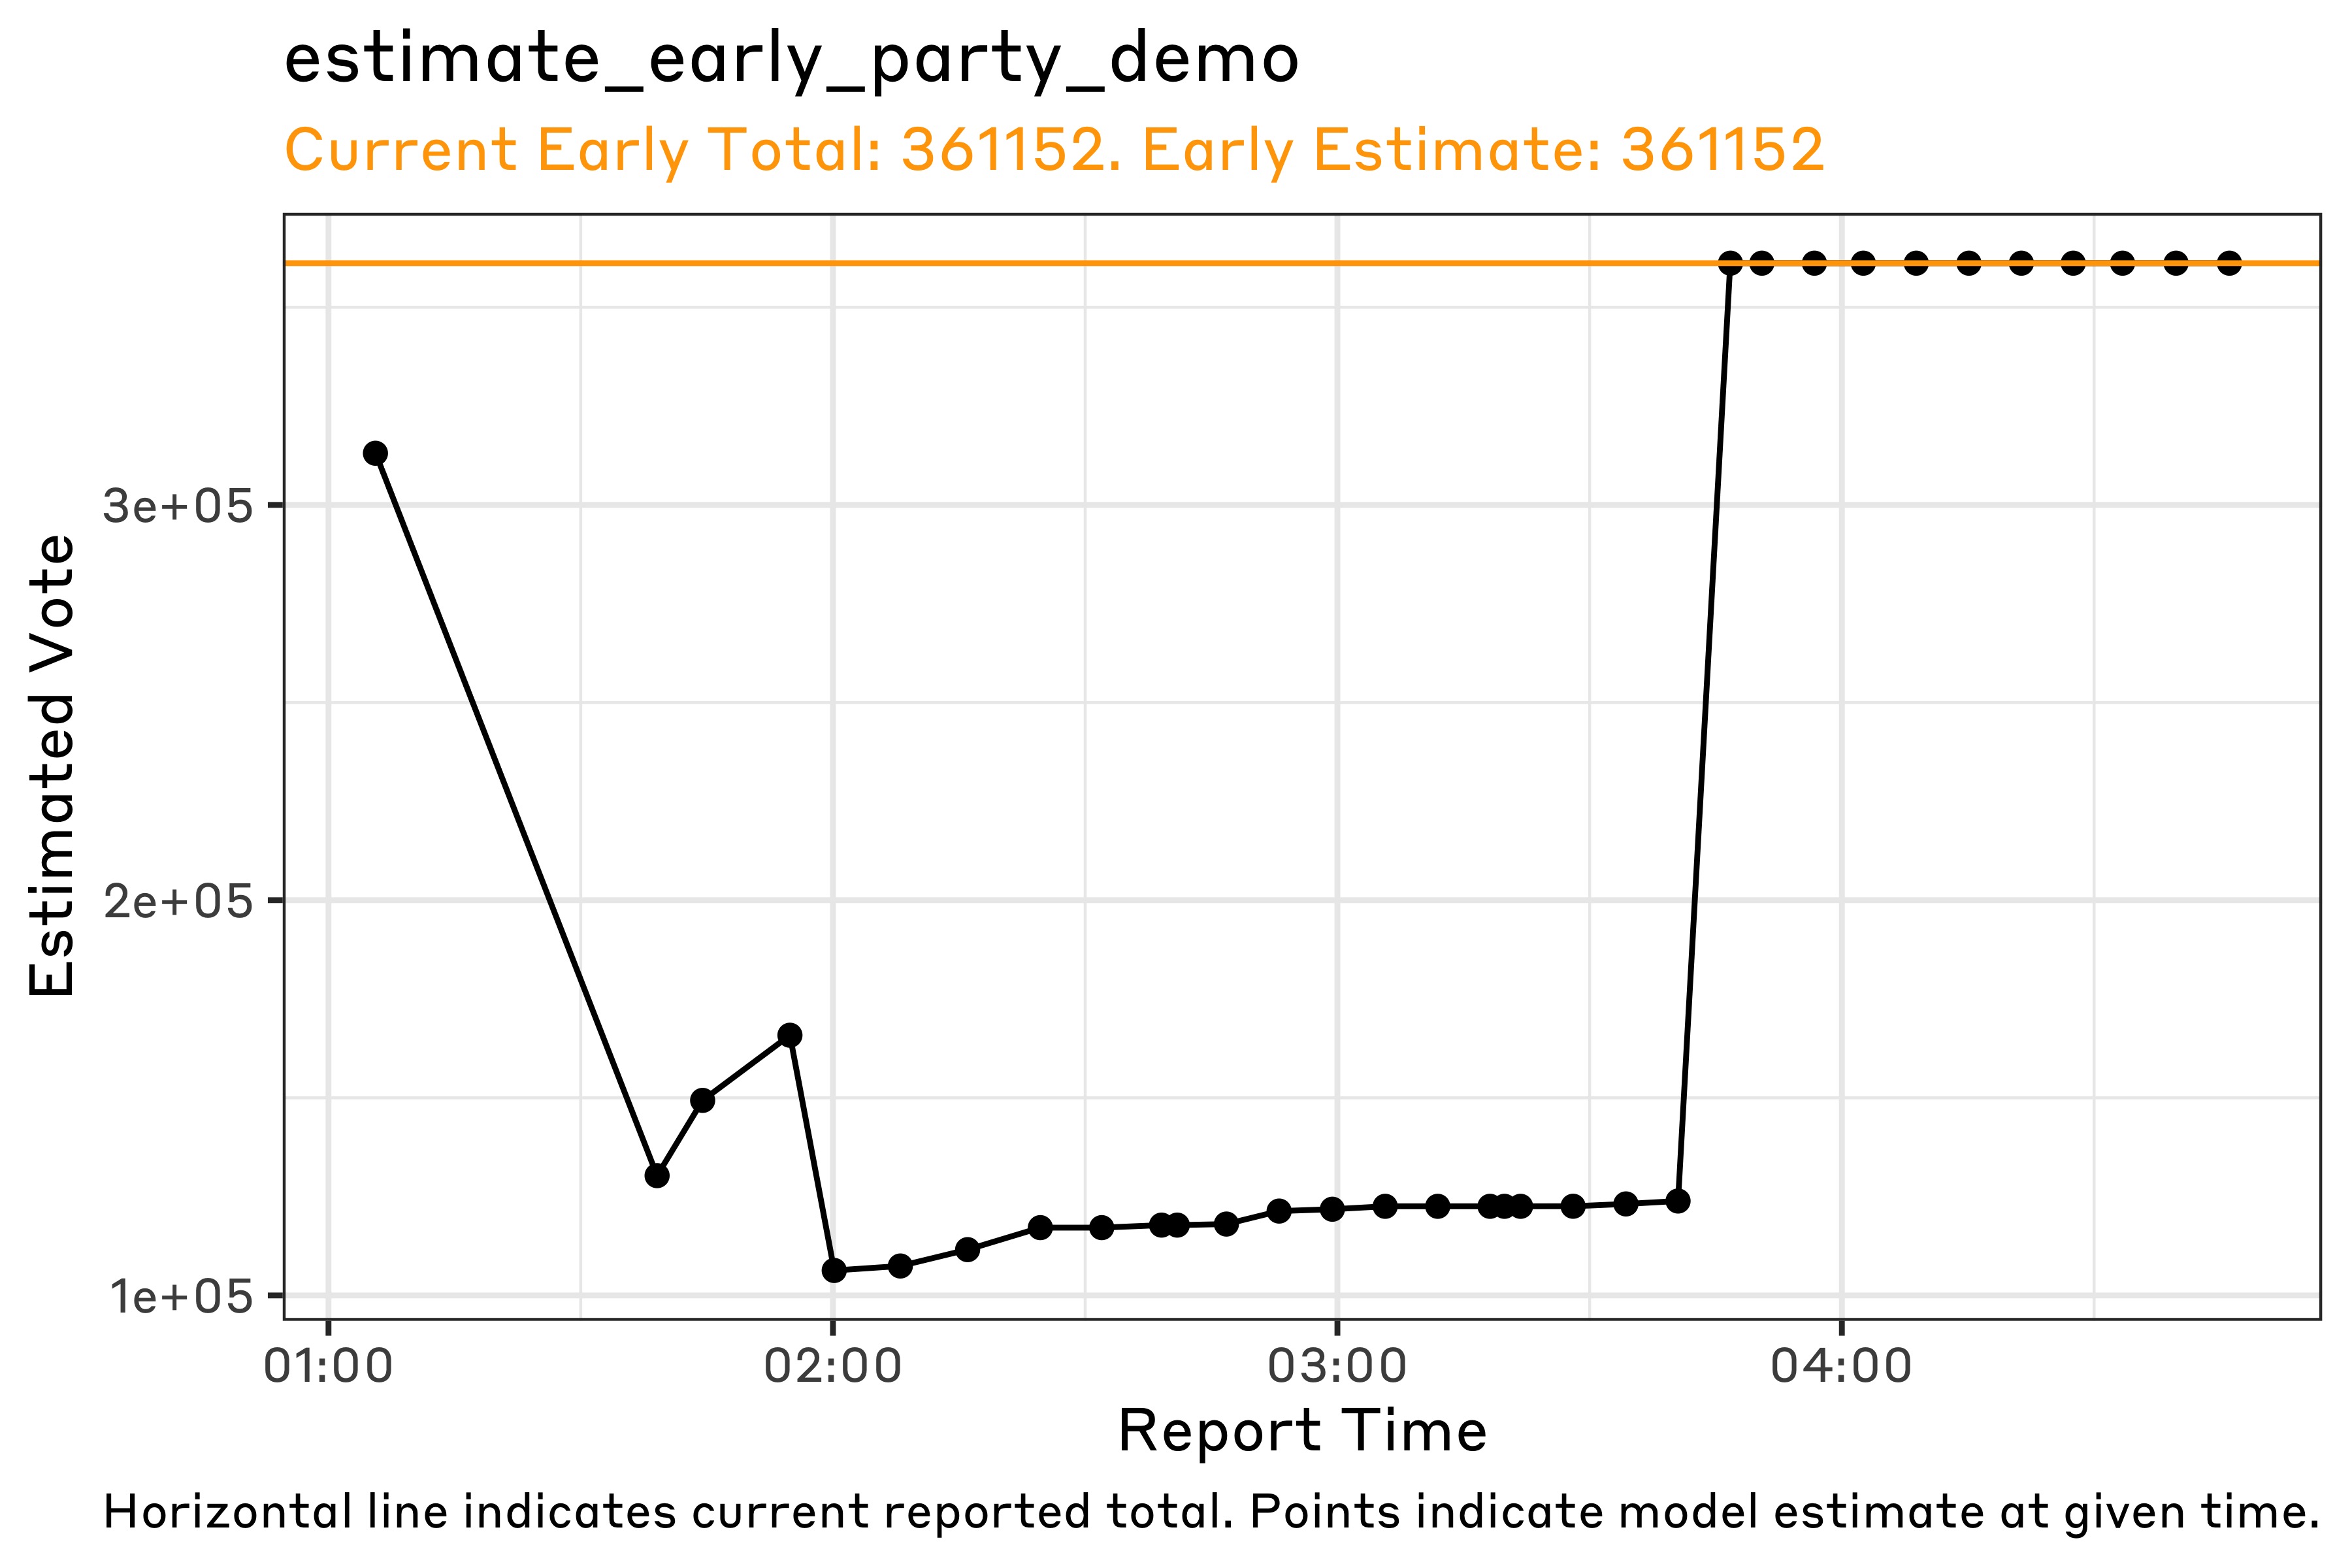 estimate_early_party_demo
Current Early Total: 361152. Early Estimate: 361152
Estimated Vote
3e+05
2e+05
1e+05
01:00 02:00 03:00 04:00
Report Time
Horizontal line indicates current reported total. Points indicate model estimate at given time.